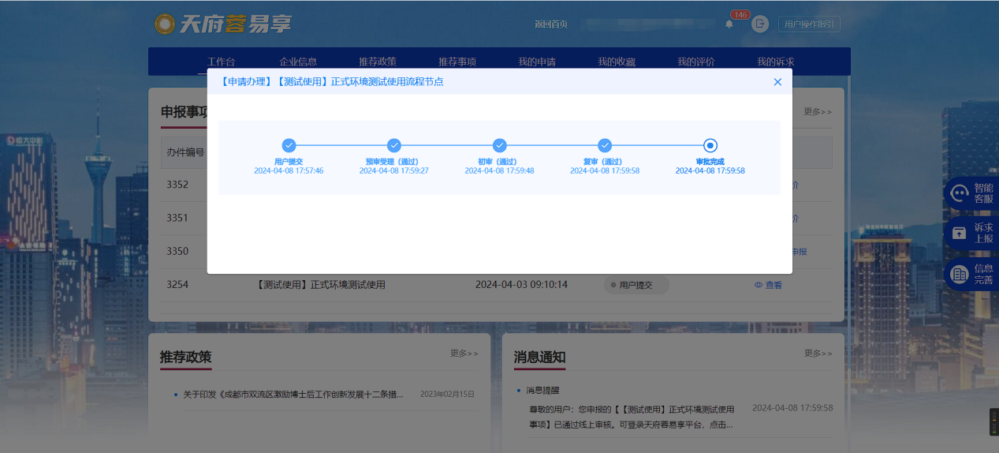 天府蓉易享
返回首页
146
用户操作指引
工作台 企业信息 推荐政策 推荐事项 我的申请 我的收藏 我的评价 我的诉求
【申请办理】【测试使用】正式环境测试使用流程节点
申报事项
更多>>
用户提交 预审受理（通过） 初审（通过） 复审（通过） 审批完成
2024-04-08 17:57:46 2024-04-08 17:59:27 2024-04-08 17:59:48 2024-04-08 17:59:58 2024-04-08 17:59:58
办件编号
3352
3351
3350
申报
3254 【测试使用】正式环境测试使用 2024-04-03 09:10:14 用户提交 查看
智能
客服
诉求
上报
信息
完善
推荐政策
更多>>
关于印发《成都市双流区激励博士后工作创新发展十二条措... 2023年02月15日
消息通知
更多>>
消息提醒
尊敬的用户：您申报的【【测试使用】正式环境测试使用 2024-04-08 17:59:58
事项】已通过线上审核。可登录天府蓉易享平台，点击...